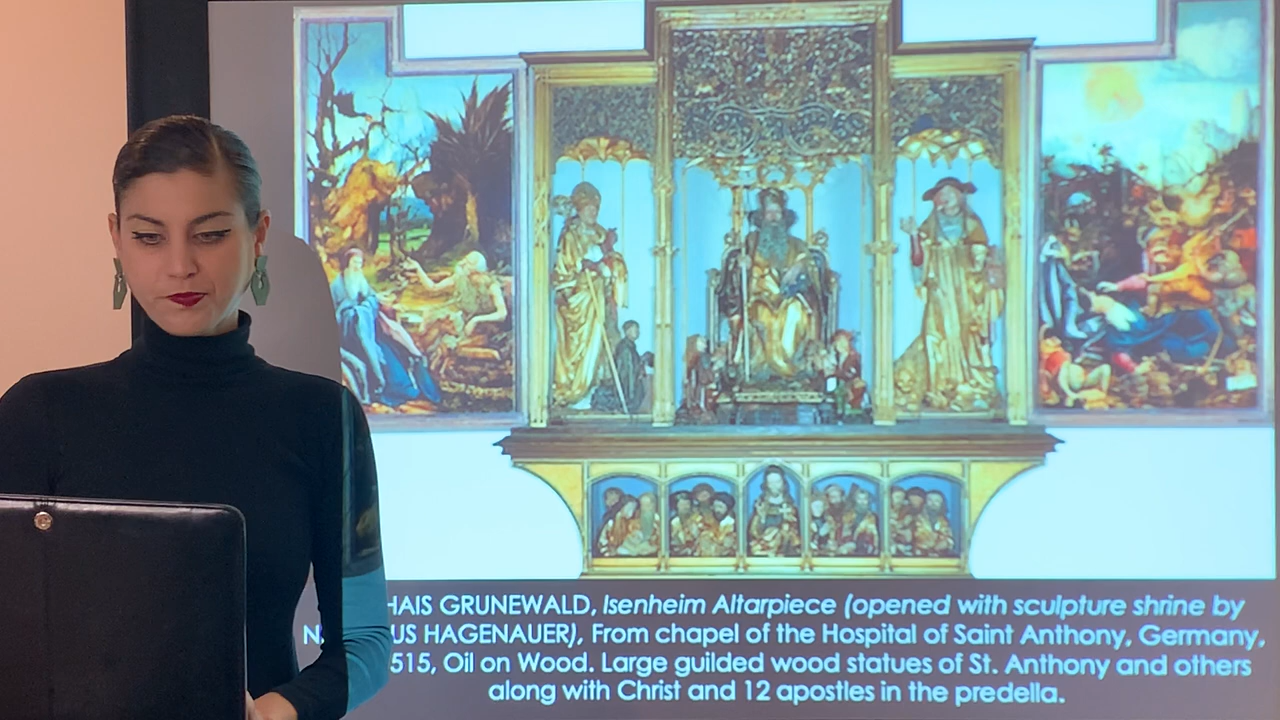 HAIS GRUNEWALD, Isenheim Altarpiece (opened with sculpture shrine by
N. US HAGENAUER), From chapel of the Hospital of Saint Anthony, Germany,
515, Oil on Wood. Large guilded wood statues of St. Anthony and others
along with Christ and 12 apostles in the predella.